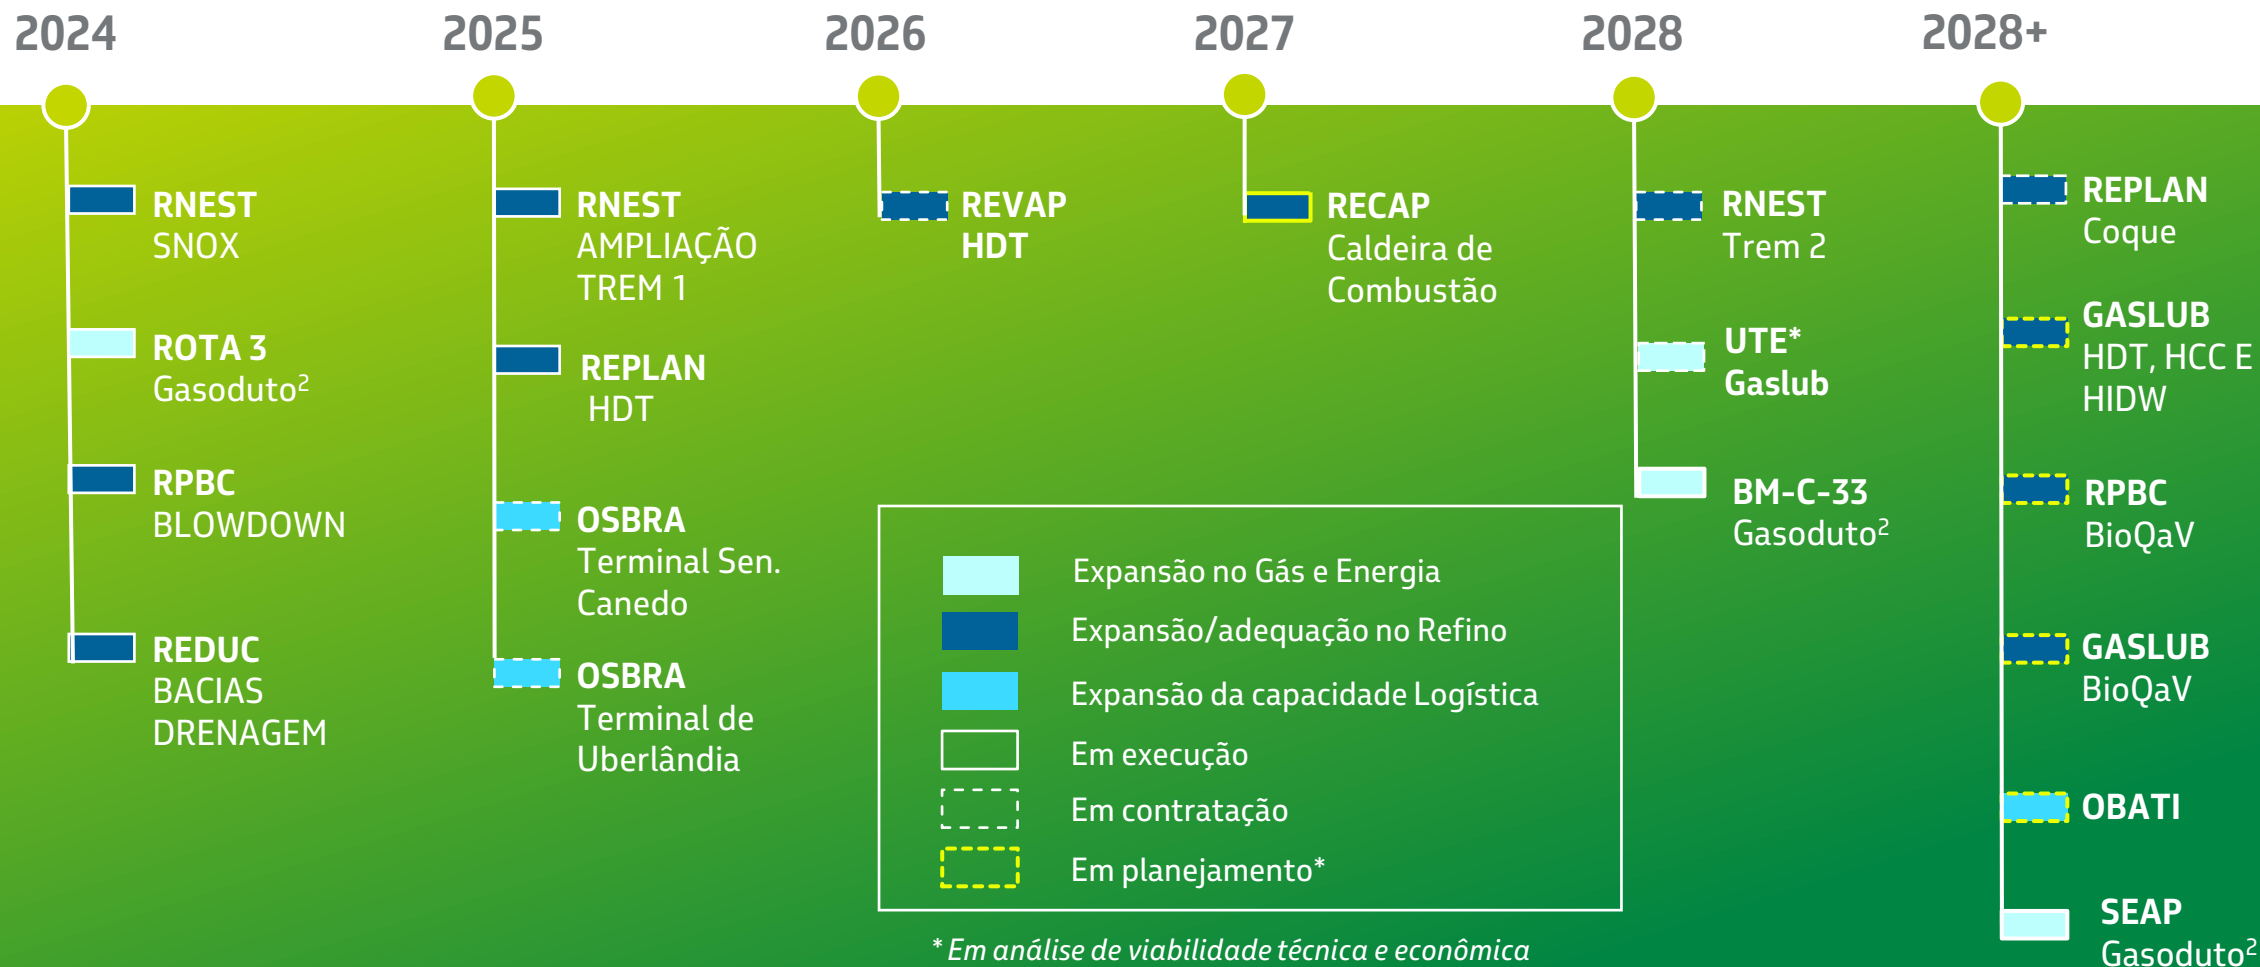 2024
2025
2026
2027
2028
2028+
RNEST
SNOX
ROTA 3
Gasoduto²
RPBC
BLOWDOWN
REDUC
BACIAS
DRENAGEM
RNEST
AMPLIAÇÃO
TREM 1
REPLAN
HDT
OSBRA
Terminal Sen.
Canedo
OSBRA
Terminal de
Uberlândia
REVAP
HDT
RECAP
Caldeira de
Combustão
RNEST
Trem 2
UTE*
Gaslub
BM-C-33
Gasoduto²
REPLAN
Coque
GASLUB
HDT, HCC E
HIDW
RPBC
BioQaV
GASLUB
BioQaV
OBATI
SEAP
Gasoduto²
Expansão no Gás e Energia
Expansão/adequação no Refino
Expansão da capacidade Logística
Em execução
Em contratação
Em planejamento*
* Em análise de viabilidade técnica e econômica